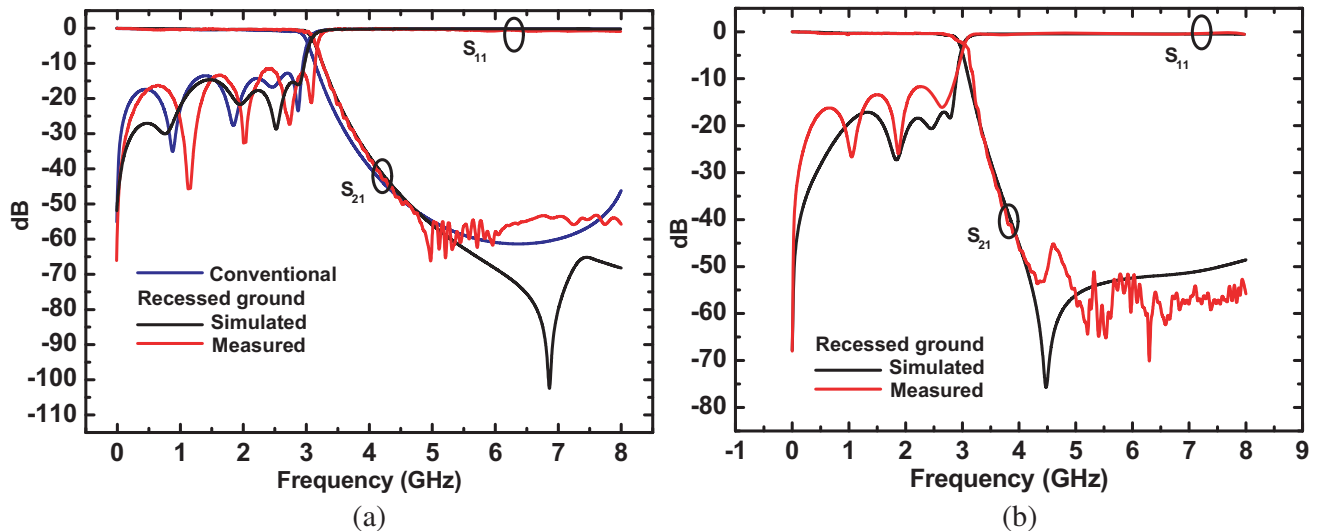 0
-10
-20
-30
-40
-50
-60
-70
-80
-90
-100
-110
dB
S11
S21
Conventional
Recessed ground
Simulated
Measured
0 1 2 3 4 5 6 7 8
Frequency (GHz)
(a)
0
-10
-20
-30
-40
-50
-60
-70
-80
dB
S11
S21
Recessed ground
Simulated
Measured
-1 0 1 2 3 4 5 6 7 8 9
Frequency (GHz)
(b)